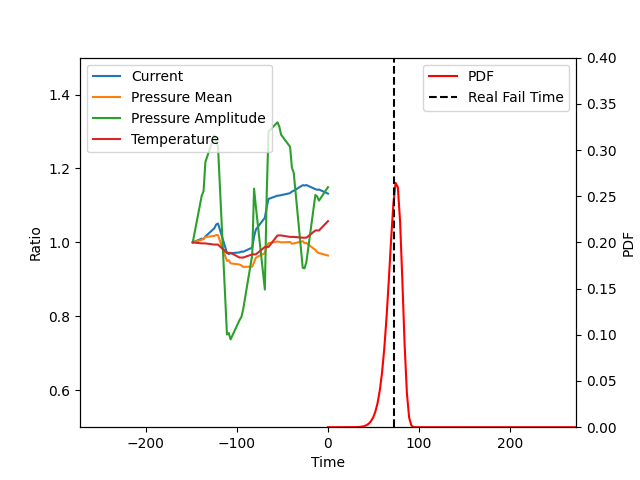 Current
Pressure Mean
Pressure Amplitude
Temperature
PDF
Real Fail Time
1.4
1.2
1.0
0.8
0.6
Ratio
0.40
0.35
0.30
0.25
0.20
0.15
0.10
0.05
0.00
PDF
−200 −100 0 100 200
Time